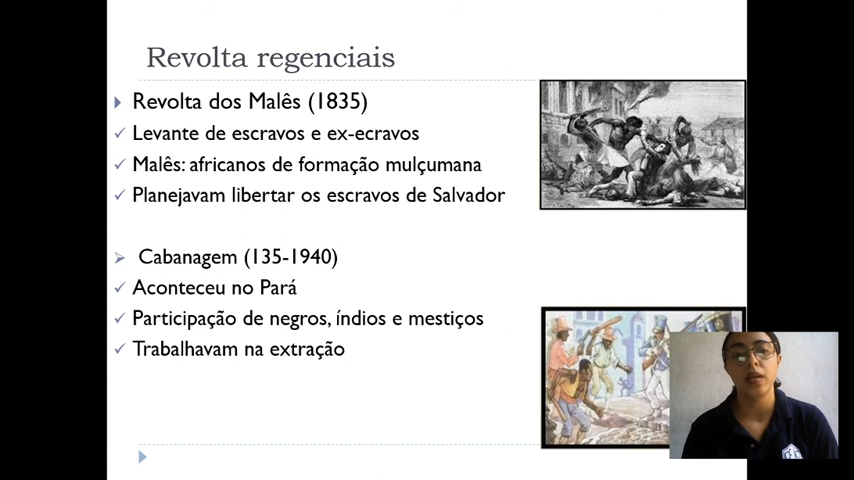 Revolta regenciais
Revolta dos Malês (1835)
Levante de escravos e ex-ecravos
Malês: africanos de formação mulçumana
Planejavam libertar os escravos de Salvador
Cabanagem (135-1940)
Aconteceu no Pará
Participação de negros, índios e mestiços
Trabalhavam na extração